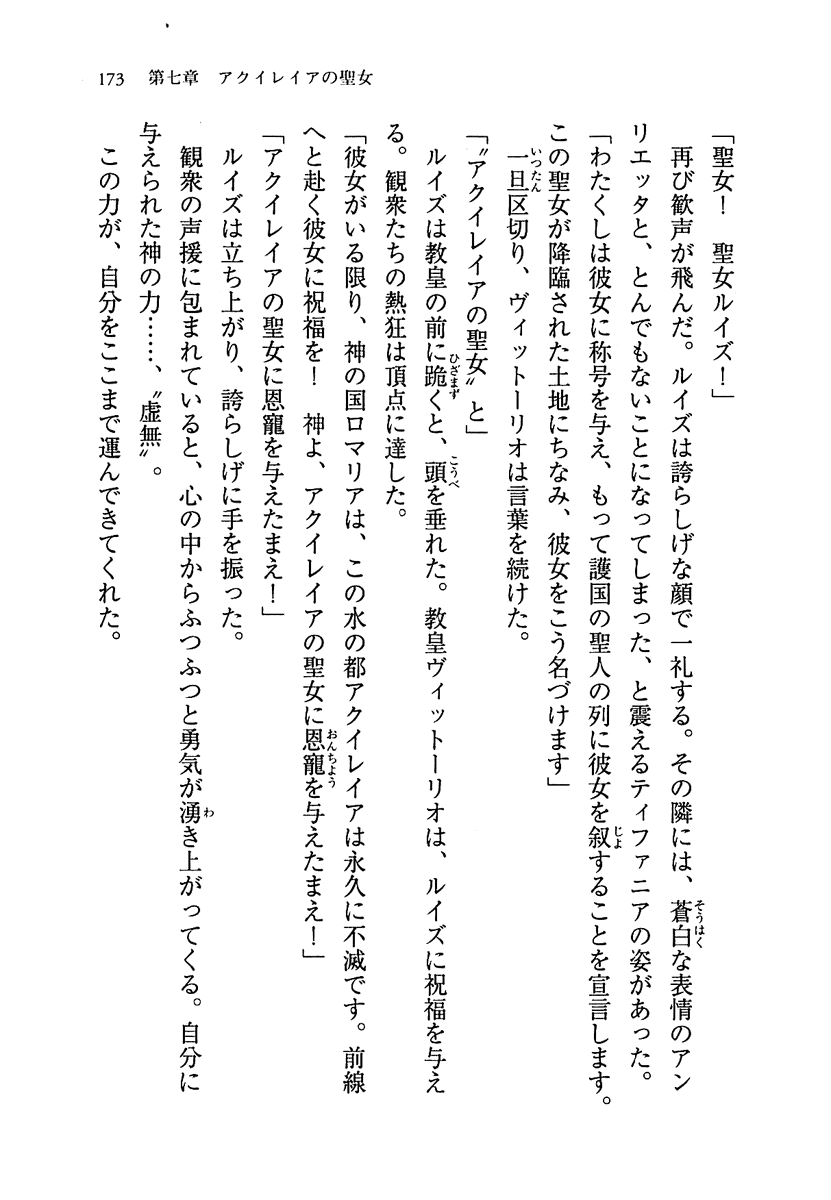 173　第七章　アクイレイアの聖女
「聖女！　聖女ルイズ！」
　再び歓声が飛んだ。ルイズは誇らしげな顔で一礼する。その隣には、蒼白な表情のアン
リエッタと、とんでもないことになってしまった、と震えるティファニアの姿があった。
「わたくしは彼女に称号を与え、もって護国の聖人の列に彼女を叙することを宣言します。
この聖女が降臨された土地にちなみ、彼女をこう名づけます」
　一旦区切り、ヴィットーリオは言葉を続けた。
「〝アクイレイアの聖女〟と」
　ルイズは教皇の前に跪くと、頭を垂れた。教皇ヴィットーリオは、ルイズに祝福を与え
る。観衆たちの熱狂は頂点に達した。
「彼女がいる限り、神の国ロマリアは、この水の都アクイレイアは永久に不滅です。前線
へと赴く彼女に祝福を！　神よ、アクイレイアの聖女に恩寵を与えたまえ！」
「アクイレイアの聖女に恩寵を与えたまえ！」
　ルイズは立ち上がり、誇らしげに手を振った。
　観衆の声援に包まれていると、心の中からふつふつと勇気が湧き上がってくる。自分に
与えられた神の力……、〝虚無〟。
　この力が、自分をここまで運んできてくれた。